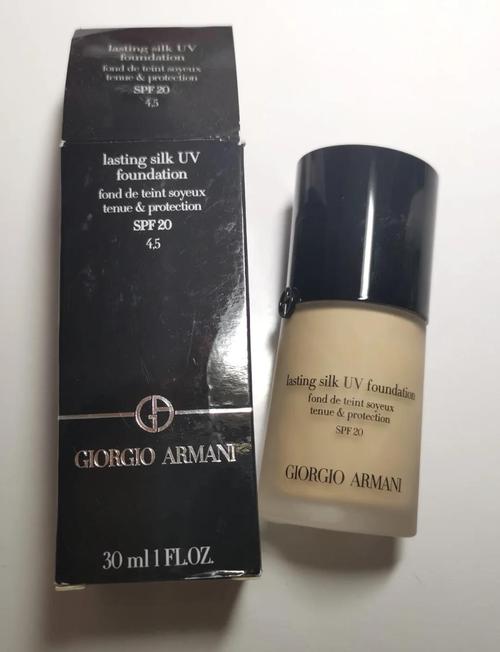 lasting silk UV
foundation
fond de teint soyeux
tenue & protection
SPF 20
4,5
lasting silk UV
foundation
fond de teint soyeux
tenue & protection
SPF 20
4,5
GA
GIORGIO ARMANI
30 ml 1 FL.OZ.
lasting silk UV foundation
fond de teint soyeux
tenue & protection
SPF 20
GIORGIO ARMANI